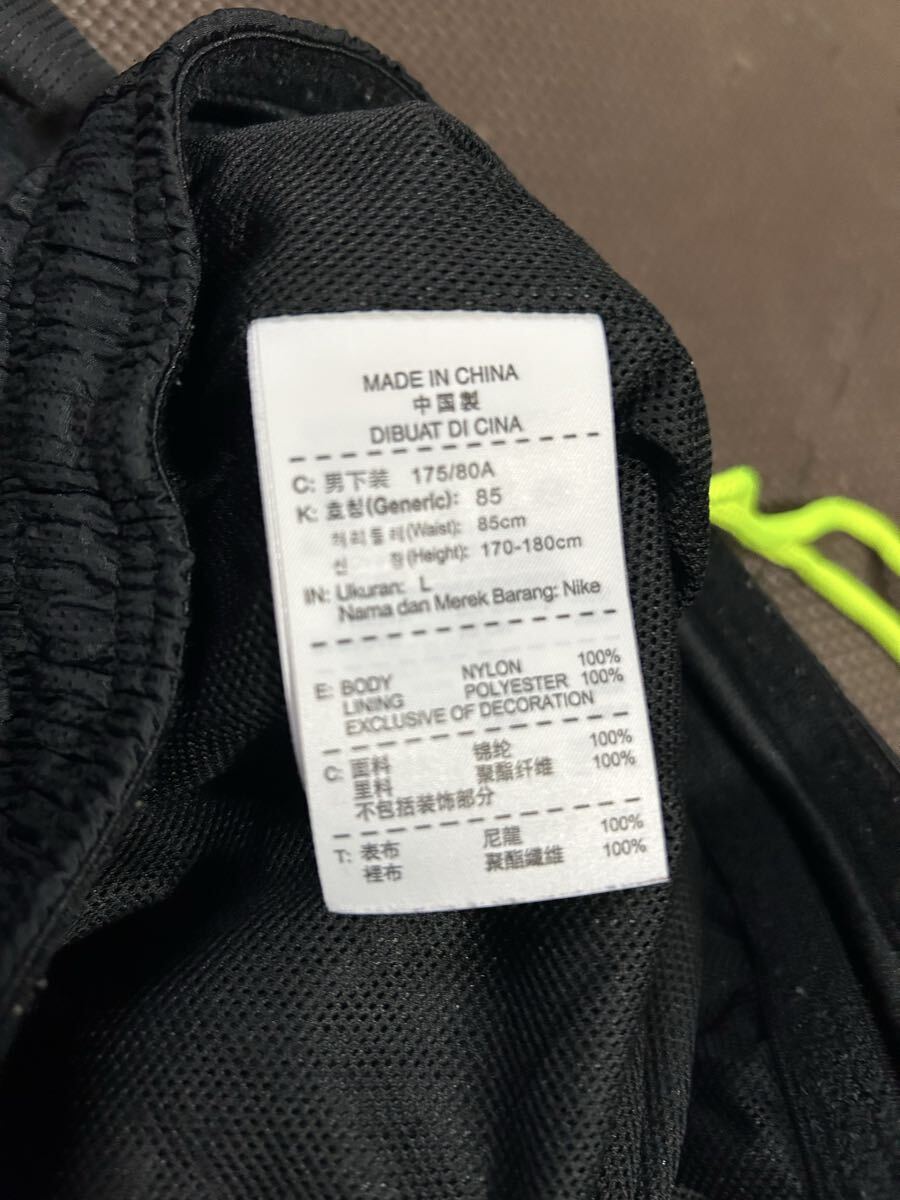 MADE IN CHINA
中国製
DIBUAT DI CINA
C: 男下装 175/80A
K: 호칭(Generic): 85
허리둘레(Waist): 85cm
신 장(Height): 170-180cm
IN: Ukuran: L
Nama dan Merek Barang: Nike
E: BODY NYLON 100%
LINING POLYESTER 100%
EXCLUSIVE OF DECORATION
C: 面料 锦纶 100%
里料 聚酯纤维 100%
不包括装饰部分
T: 表布 尼龍 100%
裡布 聚酯纖維 100%